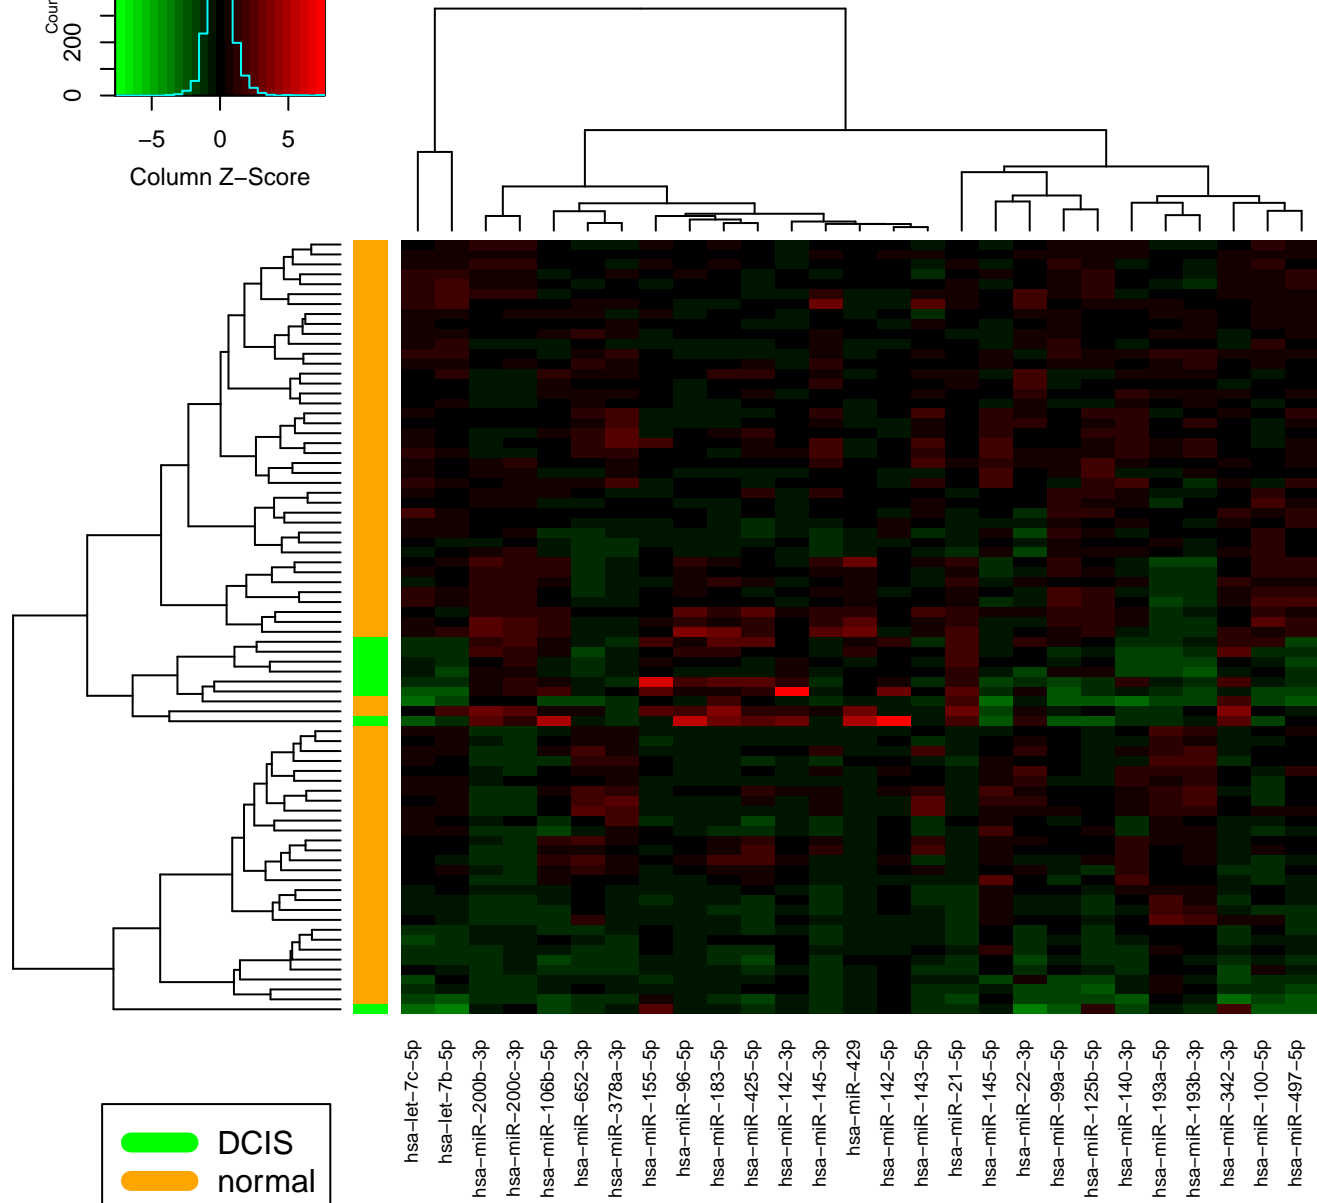 200
0
−5 0 5
Column Z−Score
hsa−let−7c−5p
hsa−let−7b−5p
hsa−miR−200b−3p
hsa−miR−200c−3p
hsa−miR−106b−5p
hsa−miR−652−3p
hsa−miR−378a−3p
hsa−miR−155−5p
hsa−miR−96−5p
hsa−miR−183−5p
hsa−miR−425−5p
hsa−miR−142−3p
hsa−miR−145−3p
hsa−miR−429
hsa−miR−142−5p
hsa−miR−143−5p
hsa−miR−21−5p
hsa−miR−145−5p
hsa−miR−22−3p
hsa−miR−99a−5p
hsa−miR−125b−5p
hsa−miR−140−3p
hsa−miR−193a−5p
hsa−miR−193b−3p
hsa−miR−342−3p
hsa−miR−100−5p
hsa−miR−497−5p
DCIS
normal